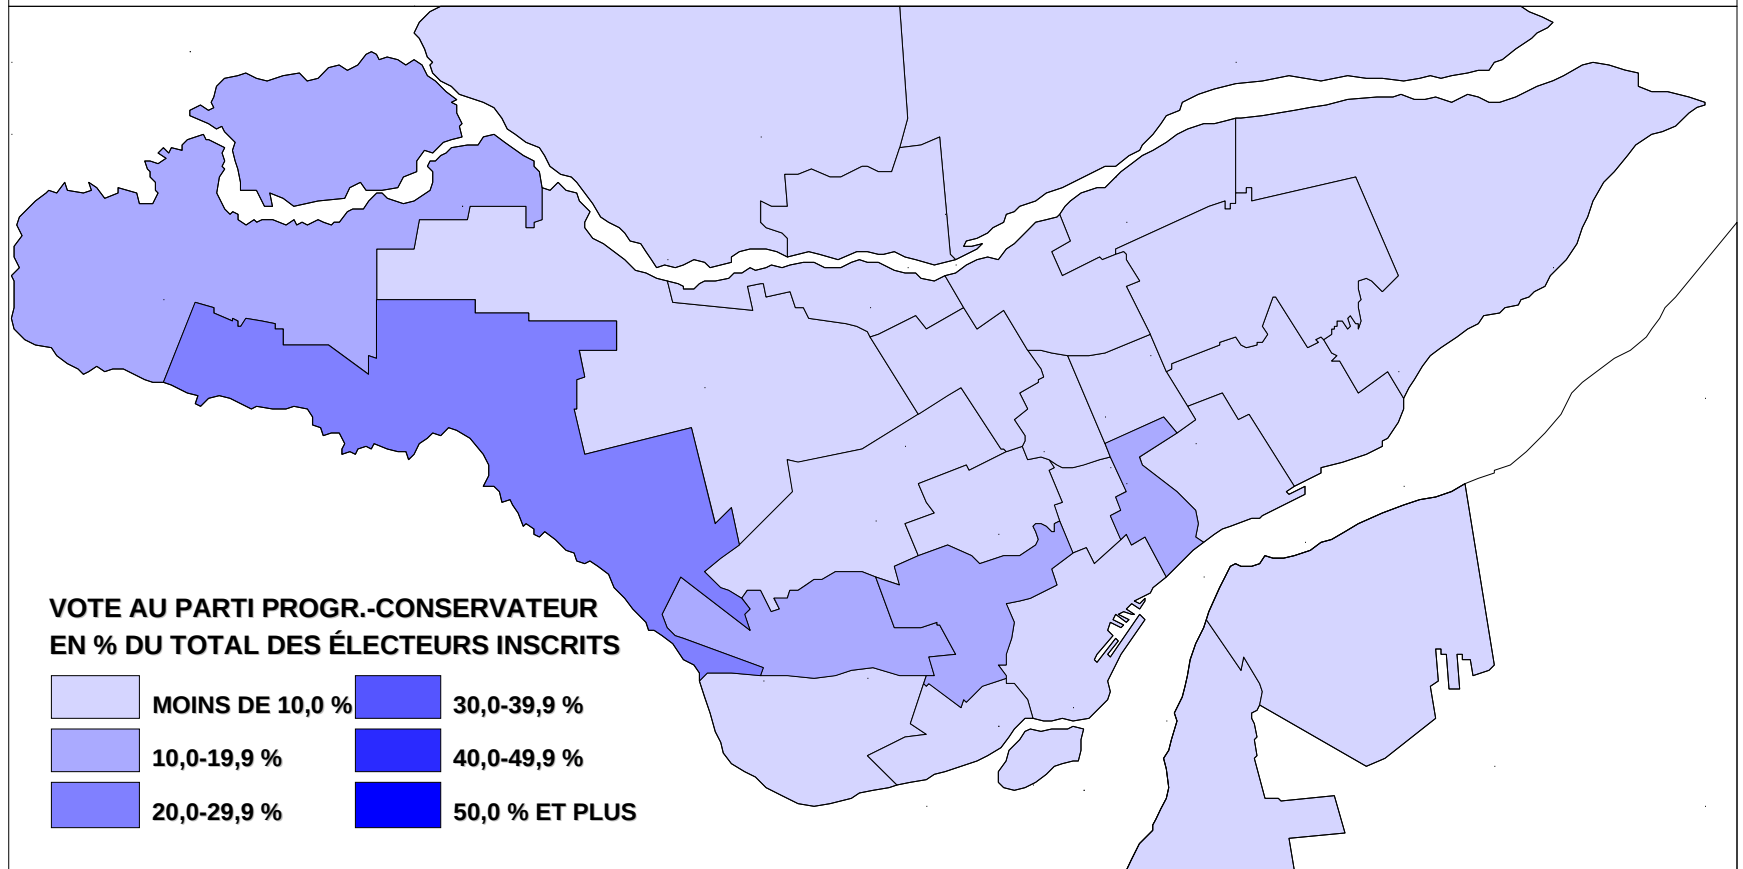 VOTE AU PARTI PROGR.-CONSERVATEUR
EN % DU TOTAL DES ÉLECTEURS INSCRITS
MOINS DE 10,0 %
10,0-19,9 %
20,0-29,9 %
30,0-39,9 %
40,0-49,9 %
50,0 % ET PLUS